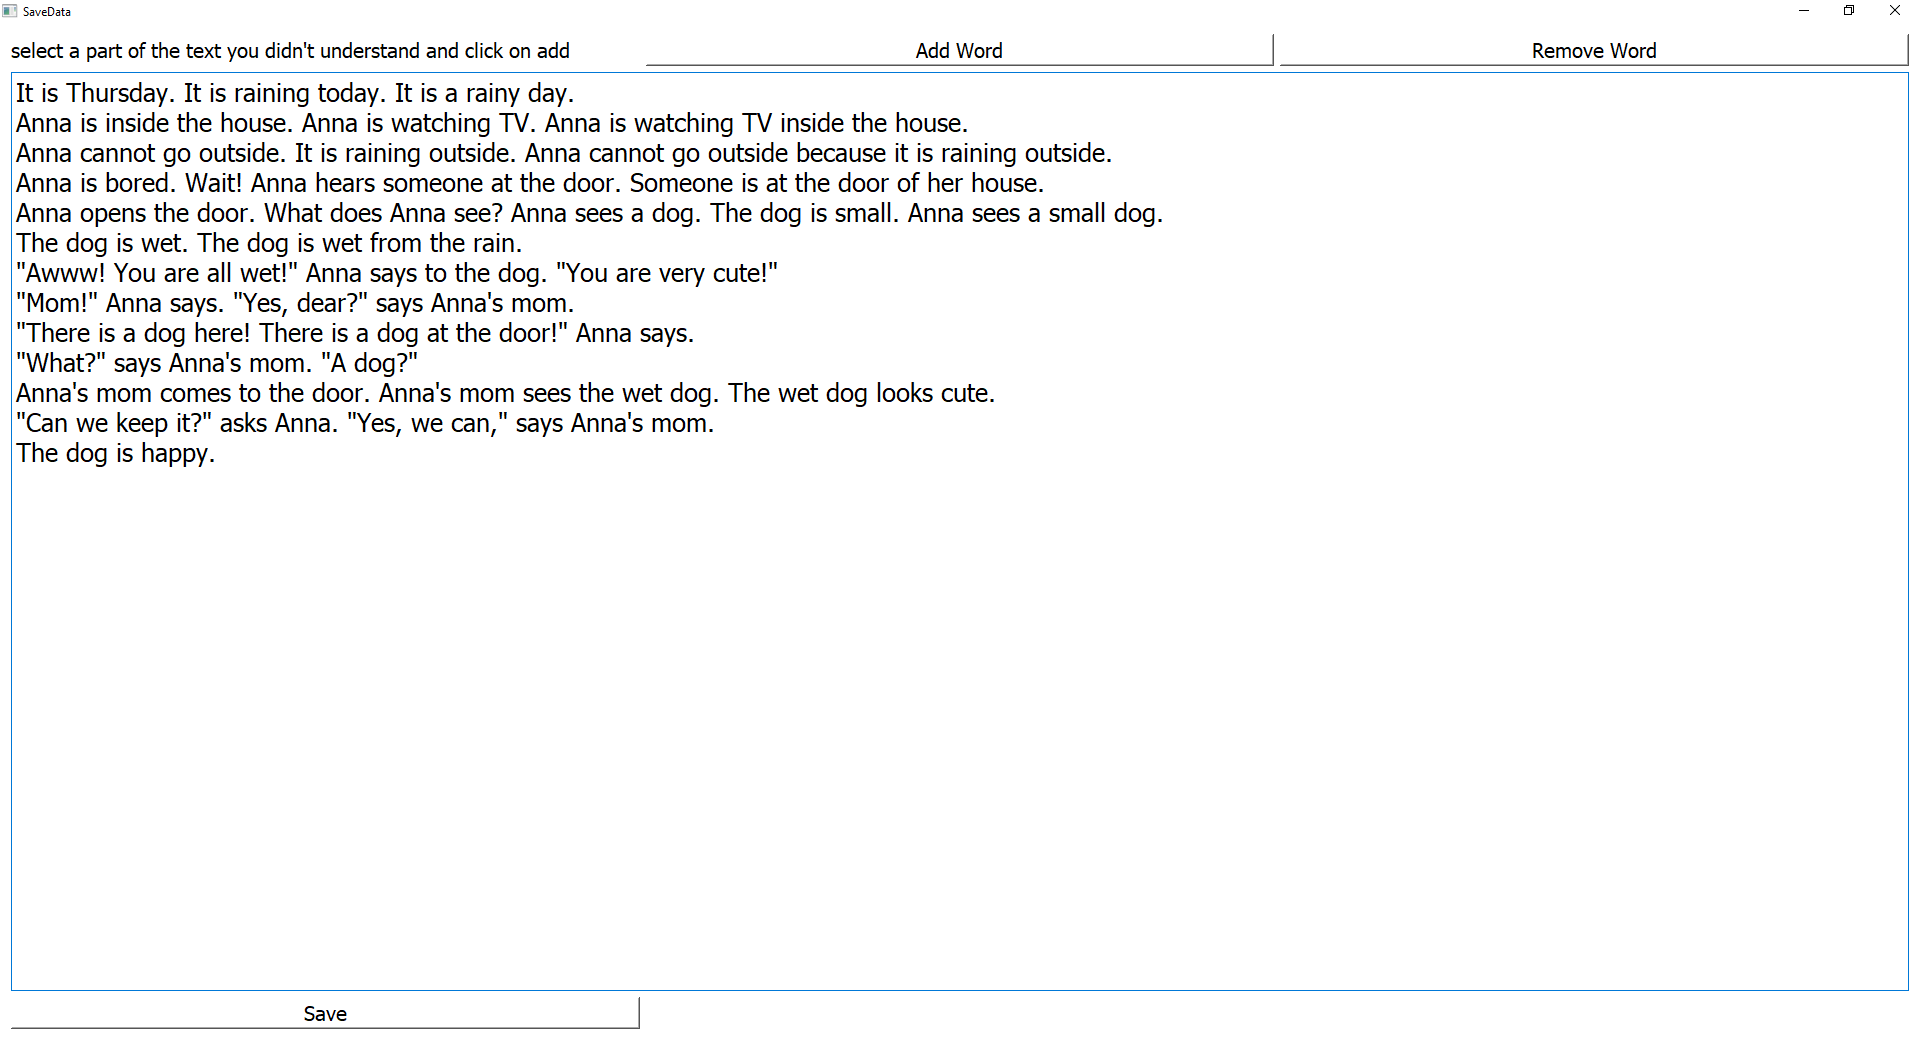 SaveData
select a part of the text you didn't understand and click on add
Add Word
Remove Word
It is Thursday. It is raining today. It is a rainy day.
Anna is inside the house. Anna is watching TV. Anna is watching TV inside the house.
Anna cannot go outside. It is raining outside. Anna cannot go outside because it is raining outside.
Anna is bored. Wait! Anna hears someone at the door. Someone is at the door of her house.
Anna opens the door. What does Anna see? Anna sees a dog. The dog is small. Anna sees a small dog.
The dog is wet. The dog is wet from the rain.
"Awww! You are all wet!" Anna says to the dog. "You are very cute!"
"Mom!" Anna says. "Yes, dear?" says Anna's mom.
"There is a dog here! There is a dog at the door!" Anna says.
"What?" says Anna's mom. "A dog?"
Anna's mom comes to the door. Anna's mom sees the wet dog. The wet dog looks cute.
"Can we keep it?" asks Anna. "Yes, we can," says Anna's mom.
The dog is happy.
Save